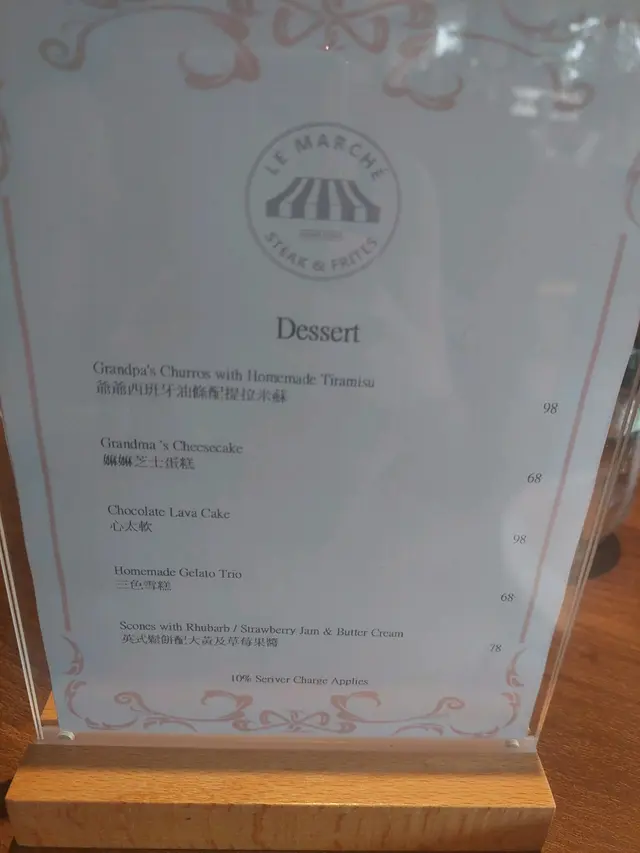 LE MARCHÉ
STEAK & FRITES
Dessert
Grandpa's Churros with Homemade Tiramisu
爺爺西班牙油條配提拉米蘇
98
Grandma 's Cheesecake
嫲嫲芝士蛋糕
68
Chocolate Lava Cake
心太軟
98
Homemade Gelato Trio
三色雪糕
68
Scones with Rhubarb / Strawberry Jam & Butter Cream
英式鬆餅配大黃及草莓果醬
78
10% Seriver Charge Applies